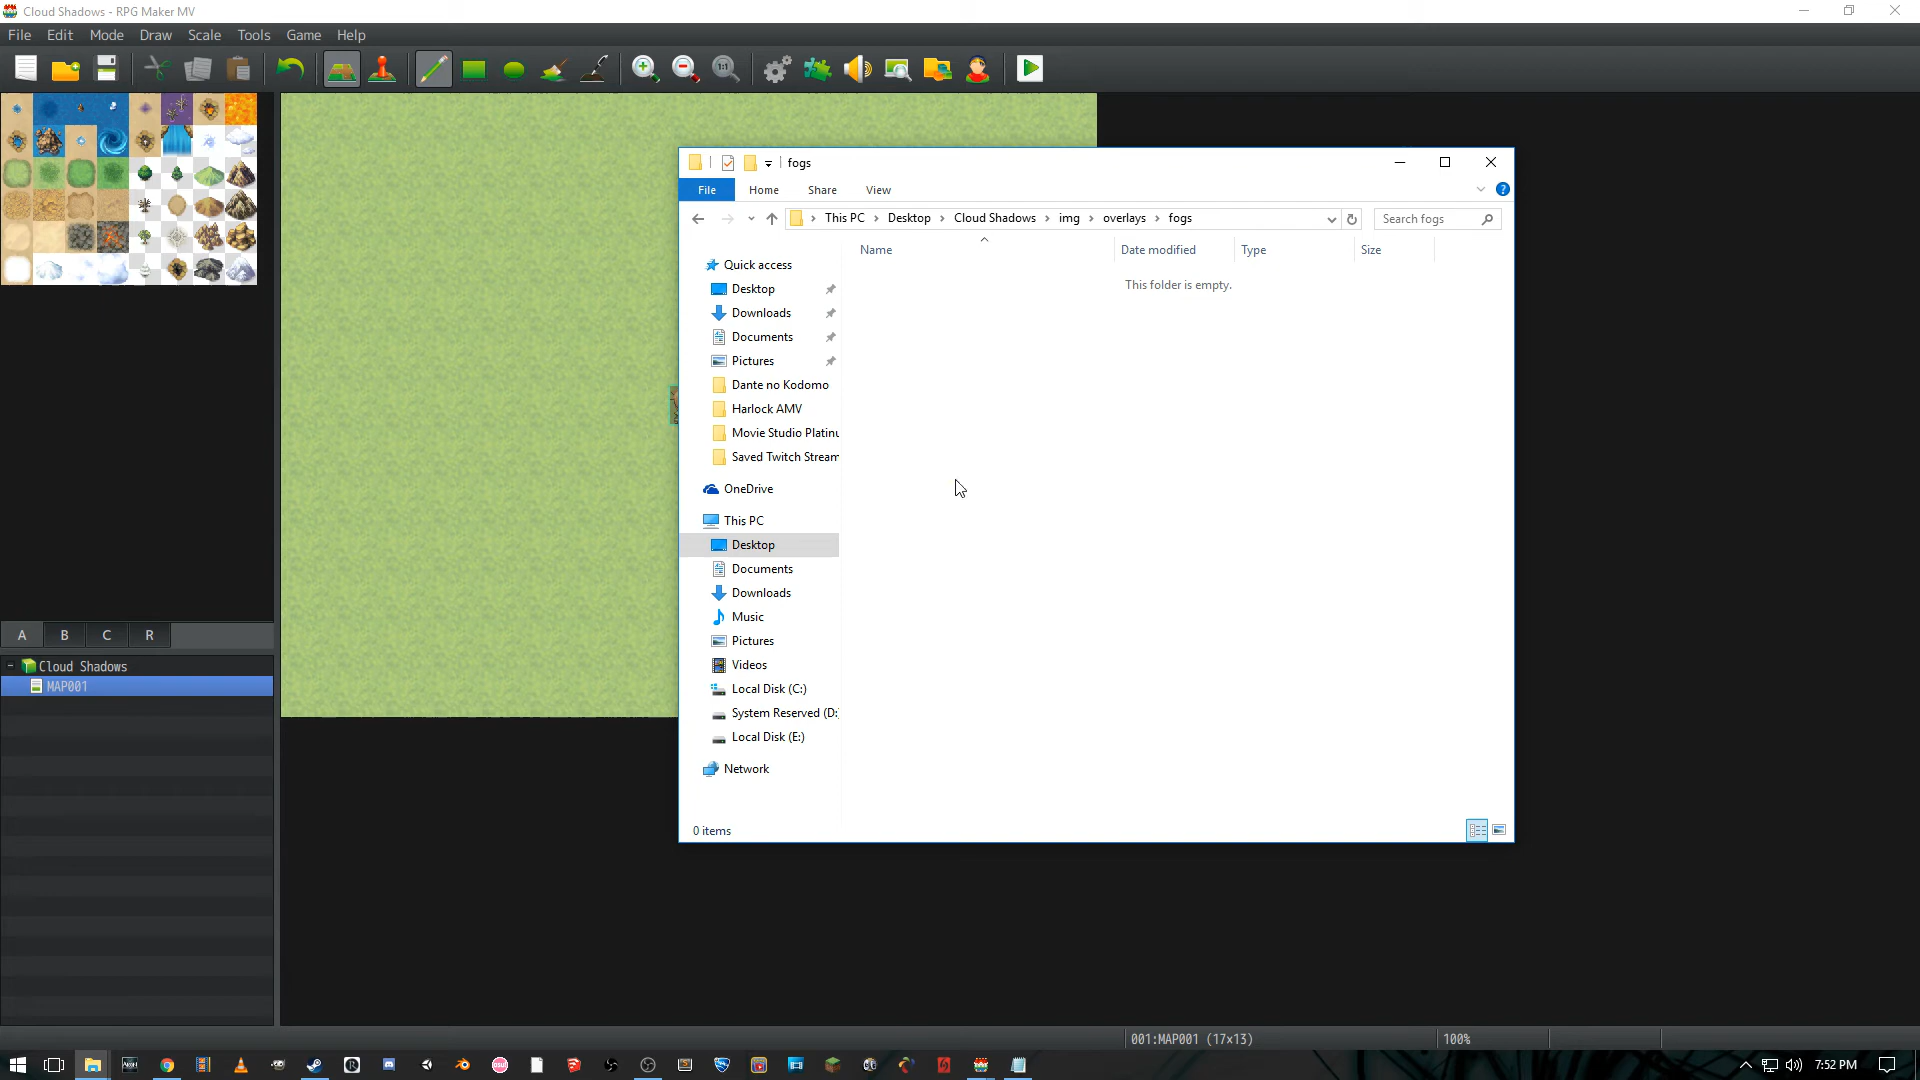 Cloud Shadows - RPG Maker MV
File Edit Mode Draw Scale Tools Game Help
1:1
fogs
File Home Share View
This PC Desktop Cloud Shadows img overlays fogs
Search fogs
Name Date modified Type Size
This folder is empty.
Quick access
Desktop
Downloads
Documents
Pictures
Dante no Kodomo
Harlock AMV
Movie Studio Platinu
Saved Twitch Stream
OneDrive
This PC
Desktop
Documents
Downloads
Music
Pictures
Videos
Local Disk (C:)
System Reserved (D:
Local Disk (E:)
Network
0 items
A B C R
Cloud Shadows
MAP001
001:MAP001 (17x13) 100%
7:52 PM